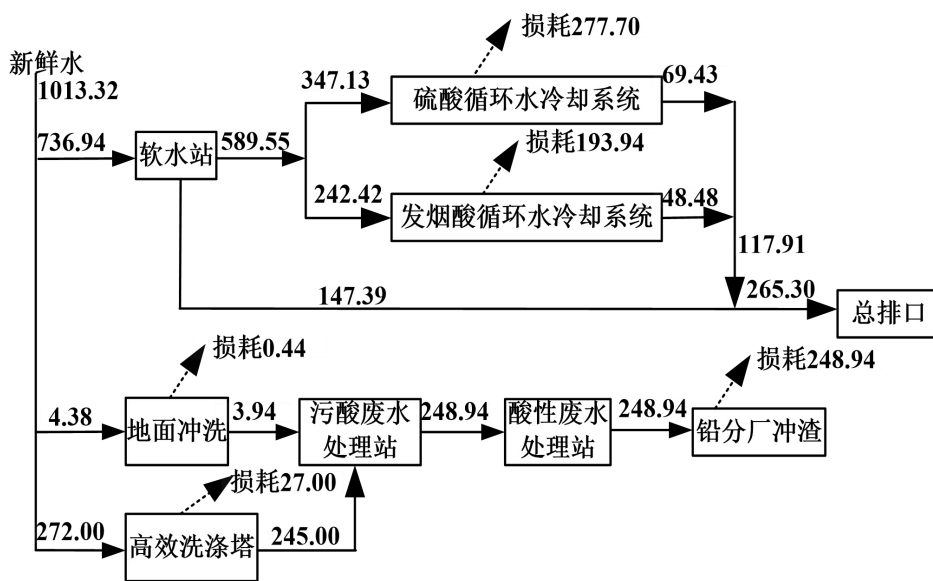 损耗277.70
新鲜水
1013.32
347.13
硫酸循环水冷却系统
69.43
736.94
软水站
589.55
损耗193.94
242.42
发烟酸循环水冷却系统
48.48
117.91
147.39
265.30
总排口
损耗0.44
损耗248.94
4.38
地面冲洗
3.94
污酸废水
处理站
248.94
酸性废水
处理站
248.94
铅分厂冲渣
损耗27.00
272.00
高效洗涤塔
245.00